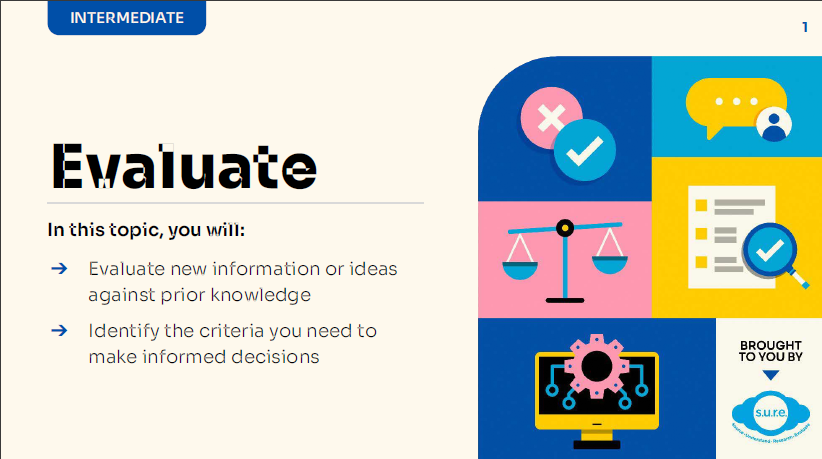 INTERMEDIATE
1
Evaluate
In this topic, you will:
→ Evaluate new information or ideas
against prior knowledge
→ Identify the criteria you need to
make informed decisions
BROUGHT
TO YOU BY
s.u.r.e.
Source • Understand • Research • Evaluate